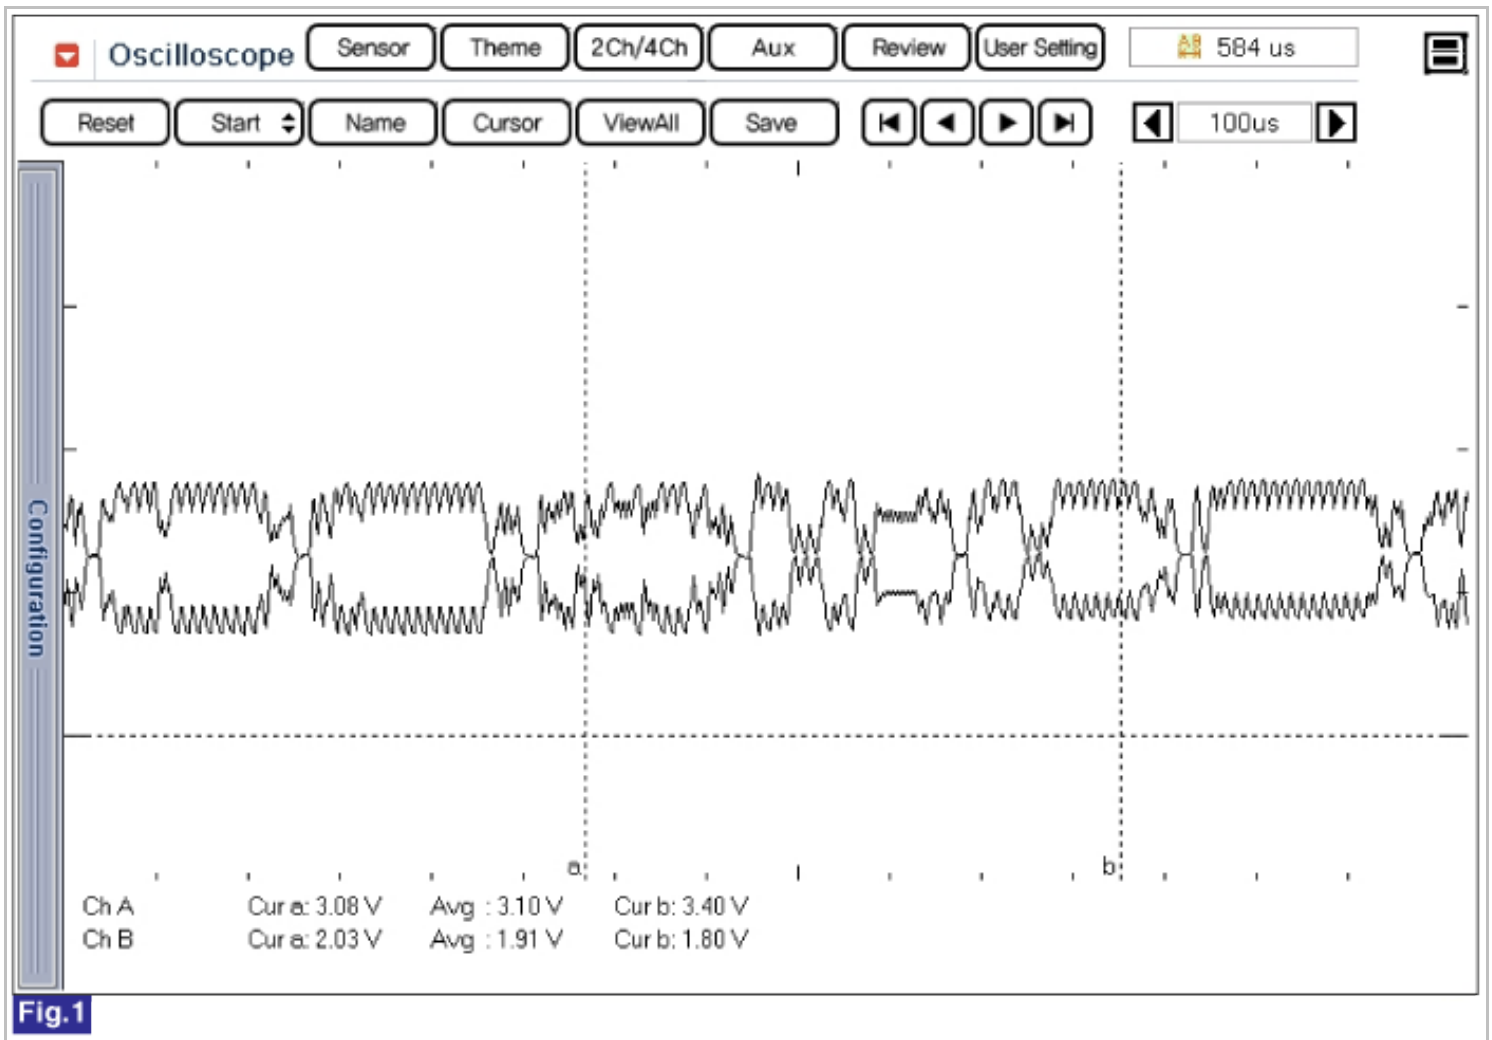 Oscilloscope Sensor Theme 2Ch/4Ch Aux Review User Setting AB 584 us
Reset Start Name Cursor ViewAll Save 100us
Configuration
a b
Ch A Cur a: 3.08 V Avg : 3.10 V Cur b: 3.40 V
Ch B Cur a: 2.03 V Avg : 1.91 V Cur b: 1.80 V
Fig.1